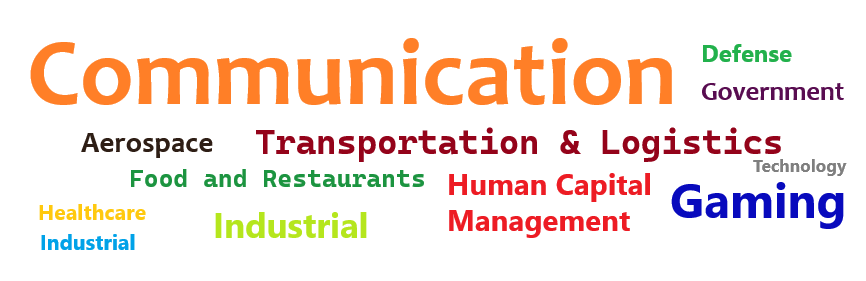 Communication
Defense
Government
Aerospace
Transportation & Logistics
Technology
Food and Restaurants
Human Capital
Management
Gaming
Healthcare
Industrial
Industrial